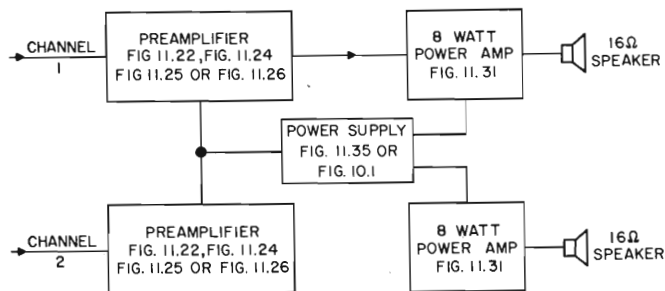 CHANNEL
1
PREAMPLIFIER
FIG 11.22, FIG. 11.24
FIG 11.25 OR FIG. 11.26
8 WATT
POWER AMP
FIG. 11.31
16Ω
SPEAKER
POWER SUPPLY
FIG. 11.35 OR
FIG. 10.1
CHANNEL
2
PREAMPLIFIER
FIG. 11.22, FIG. 11.24
FIG. 11.25 OR FIG. 11.26
8 WATT
POWER AMP
FIG. 11.31
16Ω
SPEAKER